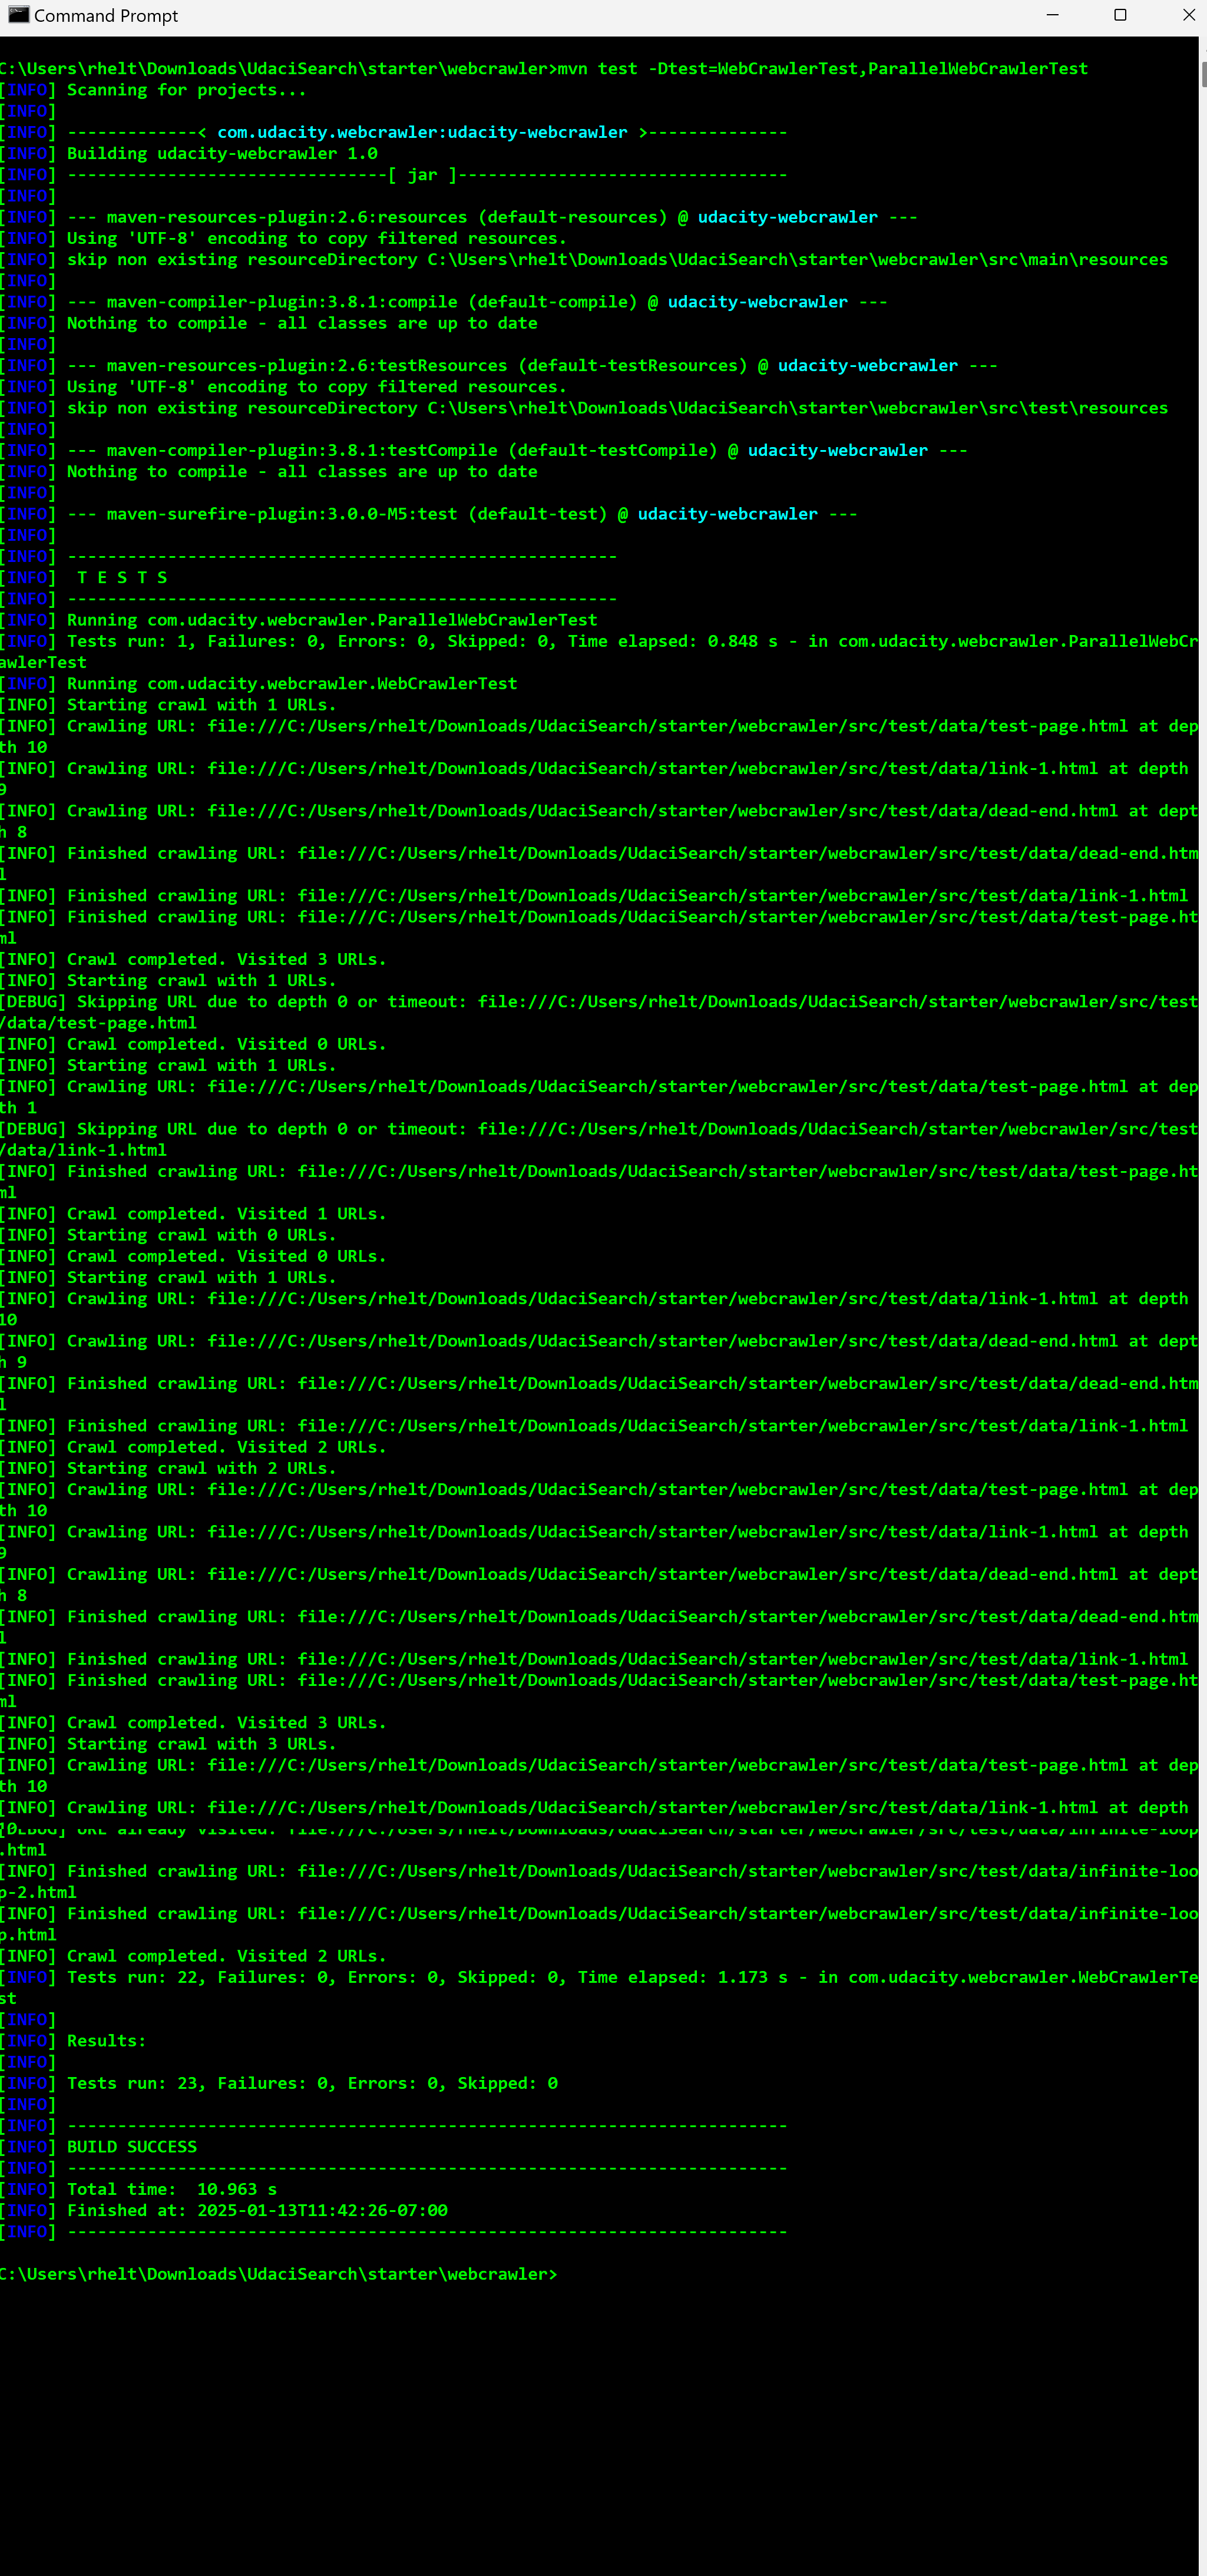 Command Prompt
C:\Users\rhelt\Downloads\UdaciSearch\starter\webcrawler>mvn test -Dtest=WebCrawlerTest,ParallelWebCrawlerTest
[INFO] Scanning for projects...
[INFO]
[INFO] -------------< com.udacity.webcrawler:udacity-webcrawler >--------------
[INFO] Building udacity-webcrawler 1.0
[INFO] --------------------------------[ jar ]---------------------------------
[INFO]
[INFO] --- maven-resources-plugin:2.6:resources (default-resources) @ udacity-webcrawler ---
[INFO] Using 'UTF-8' encoding to copy filtered resources.
[INFO] skip non existing resourceDirectory C:\Users\rhelt\Downloads\UdaciSearch\starter\webcrawler\src\main\resources
[INFO]
[INFO] --- maven-compiler-plugin:3.8.1:compile (default-compile) @ udacity-webcrawler ---
[INFO] Nothing to compile - all classes are up to date
[INFO]
[INFO] --- maven-resources-plugin:2.6:testResources (default-testResources) @ udacity-webcrawler ---
[INFO] Using 'UTF-8' encoding to copy filtered resources.
[INFO] skip non existing resourceDirectory C:\Users\rhelt\Downloads\UdaciSearch\starter\webcrawler\src\test\resources
[INFO]
[INFO] --- maven-compiler-plugin:3.8.1:testCompile (default-testCompile) @ udacity-webcrawler ---
[INFO] Nothing to compile - all classes are up to date
[INFO]
[INFO] --- maven-surefire-plugin:3.0.0-M5:test (default-test) @ udacity-webcrawler ---
[INFO]
[INFO] -------------------------------------------------------
[INFO]  T E S T S
[INFO] -------------------------------------------------------
[INFO] Running com.udacity.webcrawler.ParallelWebCrawlerTest
[INFO] Tests run: 1, Failures: 0, Errors: 0, Skipped: 0, Time elapsed: 0.848 s - in com.udacity.webcrawler.ParallelWebCr
awlerTest
[INFO] Running com.udacity.webcrawler.WebCrawlerTest
[INFO] Starting crawl with 1 URLs.
[INFO] Crawling URL: file:///C:/Users/rhelt/Downloads/UdaciSearch/starter/webcrawler/src/test/data/test-page.html at dep
th 10
[INFO] Crawling URL: file:///C:/Users/rhelt/Downloads/UdaciSearch/starter/webcrawler/src/test/data/link-1.html at depth
9
[INFO] Crawling URL: file:///C:/Users/rhelt/Downloads/UdaciSearch/starter/webcrawler/src/test/data/dead-end.html at dept
h 8
[INFO] Finished crawling URL: file:///C:/Users/rhelt/Downloads/UdaciSearch/starter/webcrawler/src/test/data/dead-end.htm
l
[INFO] Finished crawling URL: file:///C:/Users/rhelt/Downloads/UdaciSearch/starter/webcrawler/src/test/data/link-1.html
[INFO] Finished crawling URL: file:///C:/Users/rhelt/Downloads/UdaciSearch/starter/webcrawler/src/test/data/test-page.ht
ml
[INFO] Crawl completed. Visited 3 URLs.
[INFO] Starting crawl with 1 URLs.
[DEBUG] Skipping URL due to depth 0 or timeout: file:///C:/Users/rhelt/Downloads/UdaciSearch/starter/webcrawler/src/test
/data/test-page.html
[INFO] Crawl completed. Visited 0 URLs.
[INFO] Starting crawl with 1 URLs.
[INFO] Crawling URL: file:///C:/Users/rhelt/Downloads/UdaciSearch/starter/webcrawler/src/test/data/test-page.html at dep
th 1
[DEBUG] Skipping URL due to depth 0 or timeout: file:///C:/Users/rhelt/Downloads/UdaciSearch/starter/webcrawler/src/test
/data/link-1.html
[INFO] Finished crawling URL: file:///C:/Users/rhelt/Downloads/UdaciSearch/starter/webcrawler/src/test/data/test-page.ht
ml
[INFO] Crawl completed. Visited 1 URLs.
[INFO] Starting crawl with 0 URLs.
[INFO] Crawl completed. Visited 0 URLs.
[INFO] Starting crawl with 1 URLs.
[INFO] Crawling URL: file:///C:/Users/rhelt/Downloads/UdaciSearch/starter/webcrawler/src/test/data/link-1.html at depth
10
[INFO] Crawling URL: file:///C:/Users/rhelt/Downloads/UdaciSearch/starter/webcrawler/src/test/data/dead-end.html at dept
h 9
[INFO] Finished crawling URL: file:///C:/Users/rhelt/Downloads/UdaciSearch/starter/webcrawler/src/test/data/dead-end.htm
l
[INFO] Finished crawling URL: file:///C:/Users/rhelt/Downloads/UdaciSearch/starter/webcrawler/src/test/data/link-1.html
[INFO] Crawl completed. Visited 2 URLs.
[INFO] Starting crawl with 2 URLs.
[INFO] Crawling URL: file:///C:/Users/rhelt/Downloads/UdaciSearch/starter/webcrawler/src/test/data/test-page.html at dep
th 10
[INFO] Crawling URL: file:///C:/Users/rhelt/Downloads/UdaciSearch/starter/webcrawler/src/test/data/link-1.html at depth
9
[INFO] Crawling URL: file:///C:/Users/rhelt/Downloads/UdaciSearch/starter/webcrawler/src/test/data/dead-end.html at dept
h 8
[INFO] Finished crawling URL: file:///C:/Users/rhelt/Downloads/UdaciSearch/starter/webcrawler/src/test/data/dead-end.htm
l
[INFO] Finished crawling URL: file:///C:/Users/rhelt/Downloads/UdaciSearch/starter/webcrawler/src/test/data/link-1.html
[INFO] Finished crawling URL: file:///C:/Users/rhelt/Downloads/UdaciSearch/starter/webcrawler/src/test/data/test-page.ht
ml
[INFO] Crawl completed. Visited 3 URLs.
[INFO] Starting crawl with 3 URLs.
[INFO] Crawling URL: file:///C:/Users/rhelt/Downloads/UdaciSearch/starter/webcrawler/src/test/data/test-page.html at dep
th 10
[INFO] Crawling URL: file:///C:/Users/rhelt/Downloads/UdaciSearch/starter/webcrawler/src/test/data/link-1.html at depth
URL already visited: file:///C:/Users/rhelt/Downloads/UdaciSearch/starter/webcrawler/src/test/data/infinite-loop
.html
[INFO] Finished crawling URL: file:///C:/Users/rhelt/Downloads/UdaciSearch/starter/webcrawler/src/test/data/infinite-loo
p-2.html
[INFO] Finished crawling URL: file:///C:/Users/rhelt/Downloads/UdaciSearch/starter/webcrawler/src/test/data/infinite-loo
p.html
[INFO] Crawl completed. Visited 2 URLs.
[INFO] Tests run: 22, Failures: 0, Errors: 0, Skipped: 0, Time elapsed: 1.173 s - in com.udacity.webcrawler.WebCrawlerTe
st
[INFO]
[INFO] Results:
[INFO]
[INFO] Tests run: 23, Failures: 0, Errors: 0, Skipped: 0
[INFO]
[INFO] ------------------------------------------------------------------------
[INFO] BUILD SUCCESS
[INFO] ------------------------------------------------------------------------
[INFO] Total time:  10.963 s
[INFO] Finished at: 2025-01-13T11:42:26-07:00
[INFO] ------------------------------------------------------------------------
C:\Users\rhelt\Downloads\UdaciSearch\starter\webcrawler>